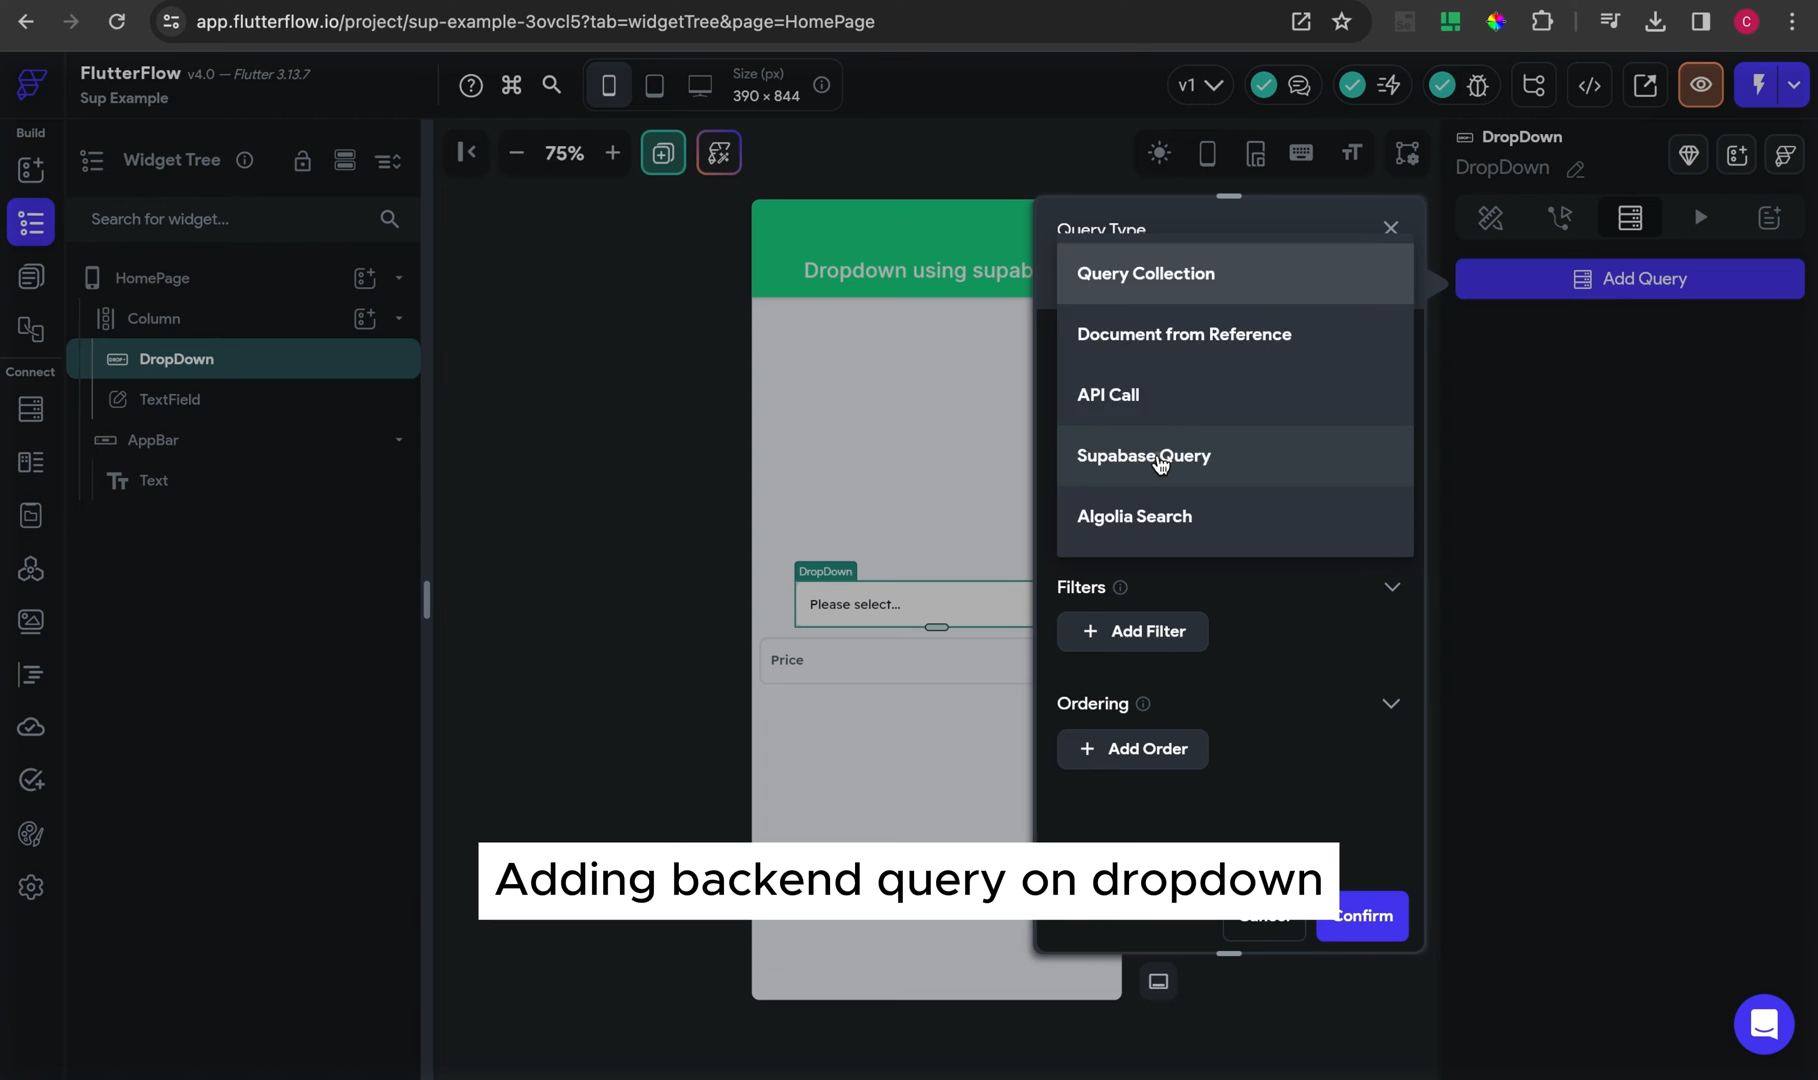 app.flutterflow.io/project/sup-example-3ovcl5?tab=widgetTree&page=HomePage
C
FlutterFlow v4.0 — Flutter 3.13.7
Sup Example
Size (px)
390 × 844
v1
Build
Widget Tree
75%
DropDown
DropDown
Search for widget...
Query Type
Dropdown using supab
Query Collection
Add Query
HomePage
Column
Document from Reference
DropDown
Connect
API Call
TextField
AppBar
Supabase Query
Text
Algolia Search
DropDown
Please select...
Filters
+ Add Filter
Price
Ordering
+ Add Order
Adding backend query on dropdown
Cancel
Confirm